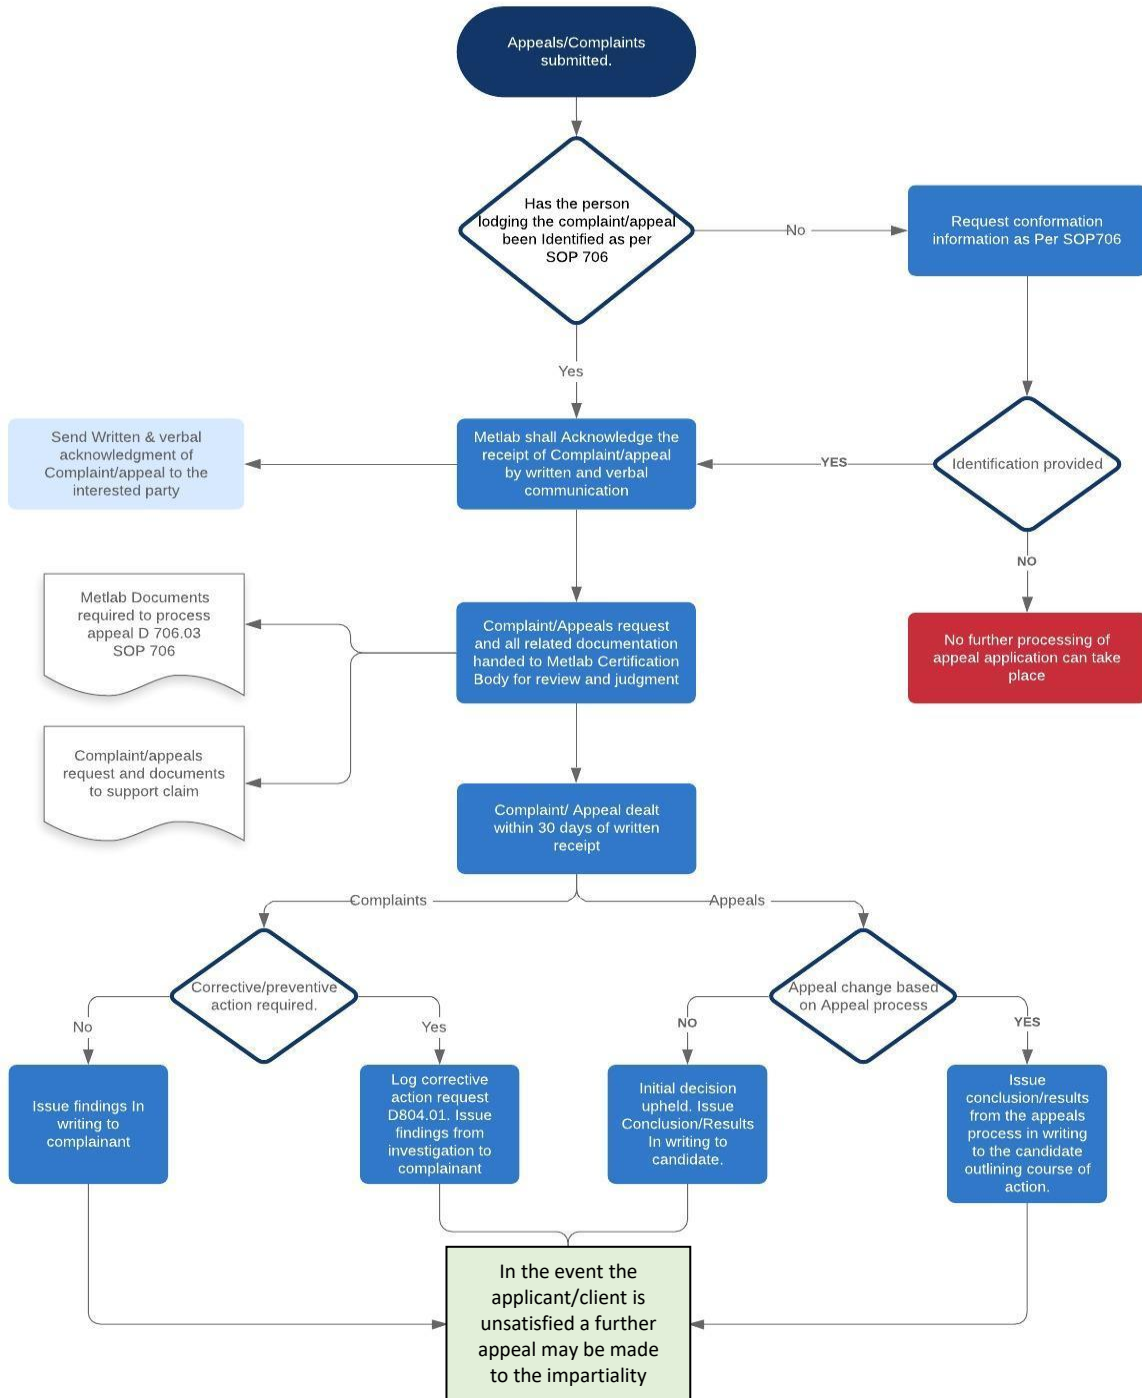 Appeals/Complaints
submitted.
Has the person
lodging the complaint/appeal
been Identified as per
SOP 706
No
Request conformation
information as Per SOP706
Yes
Send Written & verbal
acknowledgment of
Complaint/appeal to the
interested party
Metlab shall Acknowledge the
receipt of Complaint/appeal
by written and verbal
communication
YES
Identification provided
NO
Metlab Documents
required to process
appeal D 706.03
SOP 706
Complaint/Appeals request
and all related documentation
handed to Metlab Certification
Body for review and judgment
No further processing of
appeal application can take
place
Complaint/appeals
request and documents
to support claim
Complaint/ Appeal dealt
within 30 days of written
receipt
Complaints
Appeals
Corrective/preventive
action required.
Appeal change based
on Appeal process
No
Yes
NO
YES
Issue findings In
writing to
complainant
Log corrective
action request
D804.01. Issue
findings from
investigation to
complainant
Initial decision
upheld. Issue
Conclusion/Results
In writing to
candidate.
Issue
conclusion/results
from the appeals
process in writing
to the candidate
outlining course of
action.
In the event the
applicant/client is
unsatisfied a further
appeal may be made
to the impartiality